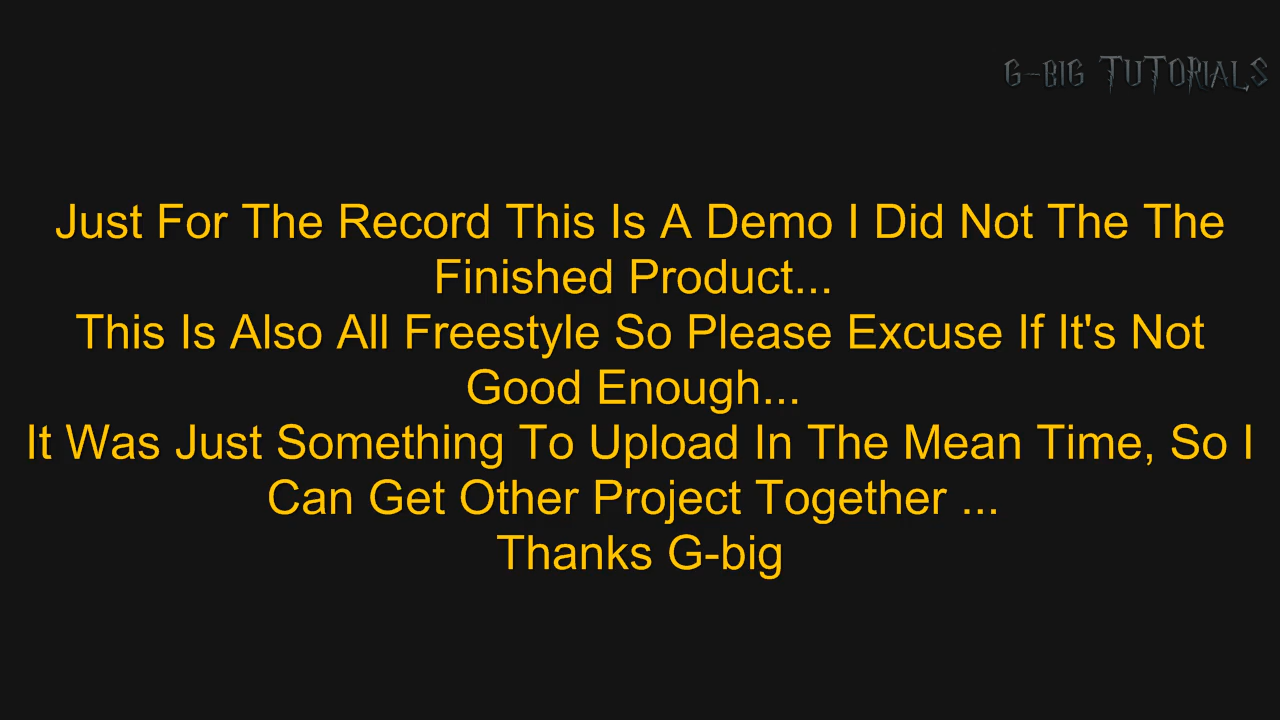 G-BIG TUTORIALS
Just For The Record This Is A Demo I Did Not The The
Finished Product...
This Is Also All Freestyle So Please Excuse If It's Not
Good Enough...
It Was Just Something To Upload In The Mean Time, So I
Can Get Other Project Together ...
Thanks G-big